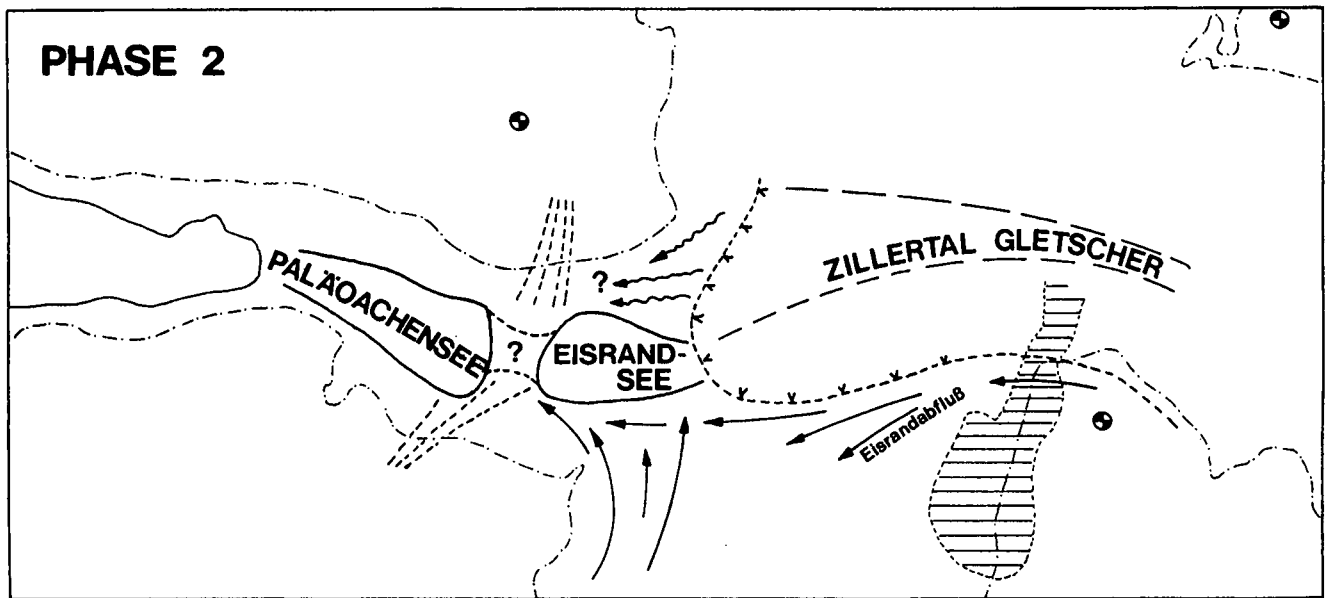 PHASE 2
PALÄOACHENSEE
?
?
EISRAND-
SEE
ZILLERTAL GLETSCHER
Eisrandabfluß